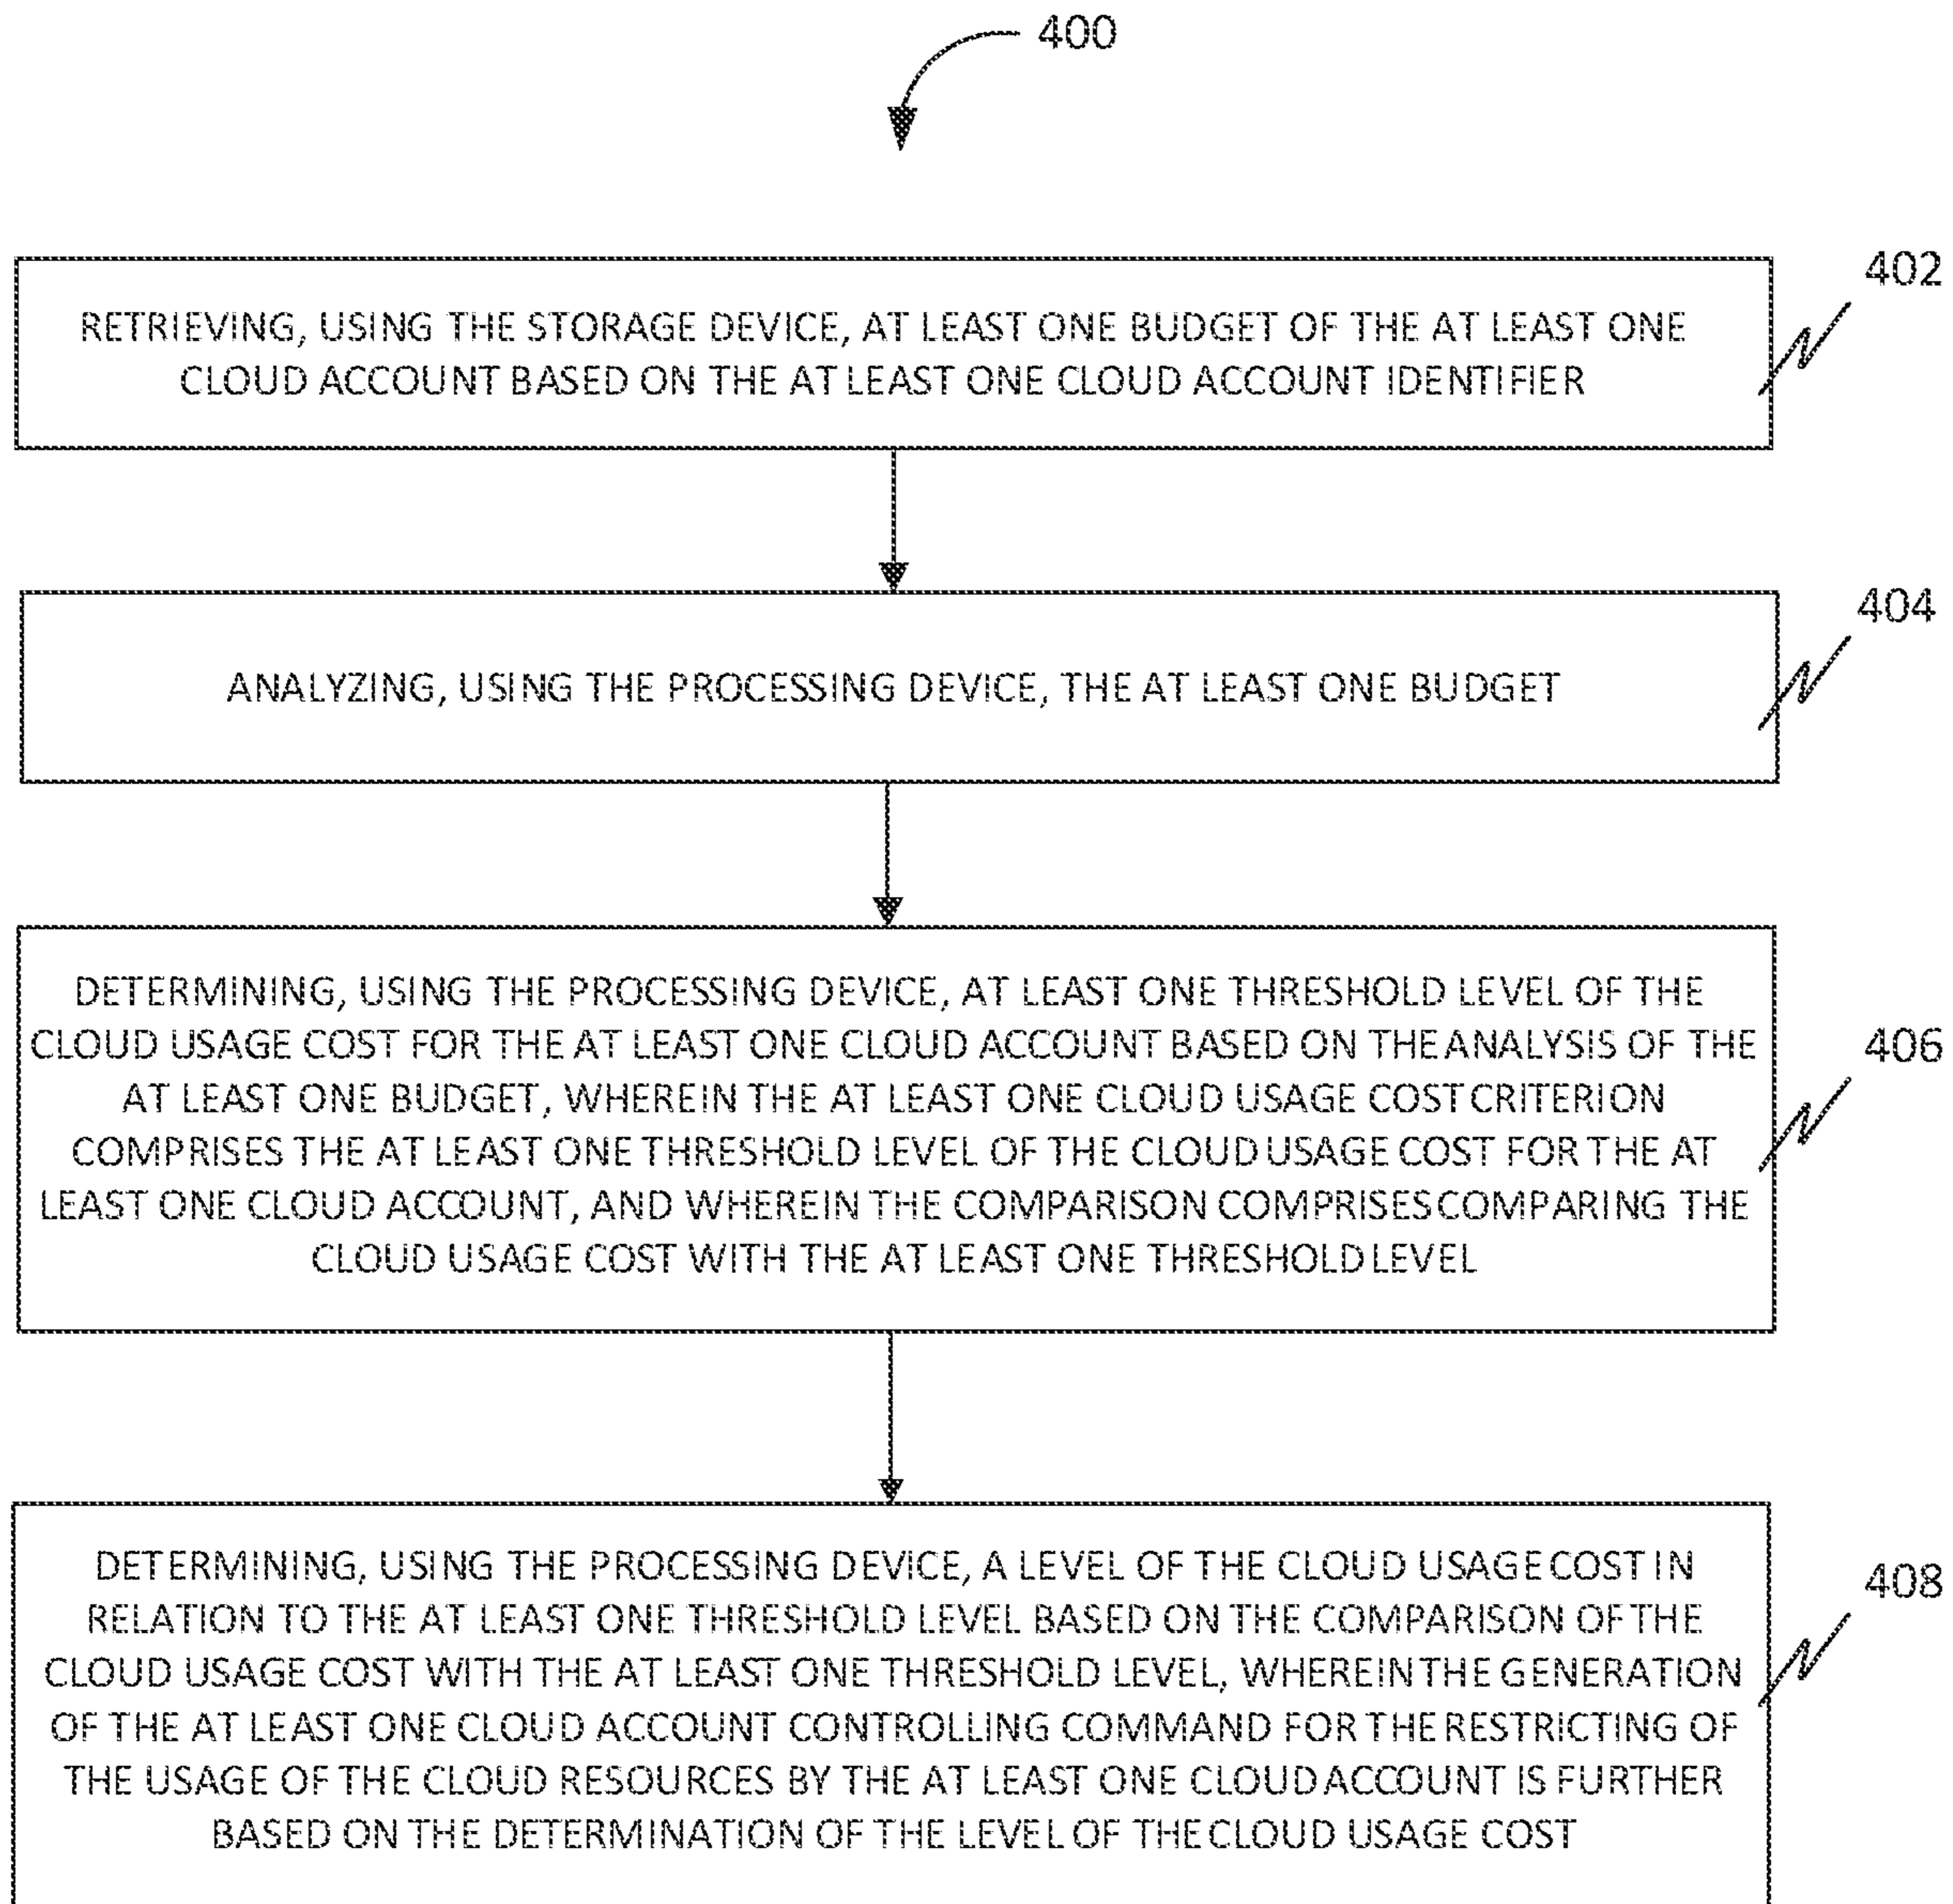 400
402
RETRIEVING, USING THE STORAGE DEVICE, AT LEAST ONE BUDGET OF THE AT LEAST ONE
CLOUD ACCOUNT BASED ON THE AT LEAST ONE CLOUD ACCOUNT IDENTIFIER
404
ANALYZING, USING THE PROCESSING DEVICE, THE AT LEAST ONE BUDGET
DETERMINING, USING THE PROCESSING DEVICE, AT LEAST ONE THRESHOLD LEVEL OF THE
CLOUD USAGE COST FOR THE AT LEAST ONE CLOUD ACCOUNT BASED ON THE ANALYSIS OF THE
406
AT LEAST ONE BUDGET, WHEREIN THE AT LEAST ONE CLOUD USAGE COST CRITERION
COMPRISES THE AT LEAST ONE THRESHOLD LEVEL OF THE CLOUD USAGE COST FOR THE AT
LEAST ONE CLOUD ACCOUNT, AND WHEREIN THE COMPARISON COMPRISES COMPARING THE
CLOUD USAGE COST WITH THE AT LEAST ONE THRESHOLD LEVEL
DETERMINING, USING THE PROCESSING DEVICE, A LEVEL OF THE CLOUD USAGE COST IN
408
RELATION TO THE AT LEAST ONE THRESHOLD LEVEL BASED ON THE COMPARISON OF THE
CLOUD USAGE COST WITH THE AT LEAST ONE THRESHOLD LEVEL, WHEREIN THE GENERATION
OF THE AT LEAST ONE CLOUD ACCOUNT CONTROLLING COMMAND FOR THE RESTRICTING OF
THE USAGE OF THE CLOUD RESOURCES BY THE AT LEAST ONE CLOUD ACCOUNT IS FURTHER
BASED ON THE DETERMINATION OF THE LEVEL OF THE CLOUD USAGE COST